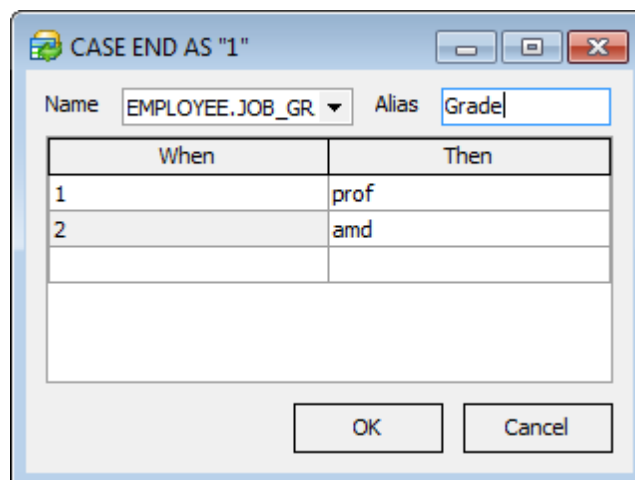 CASE END AS "1"
Name EMPLOYEE.JOB_GR Alias Grade
When Then
1 prof
2 amd
OK Cancel